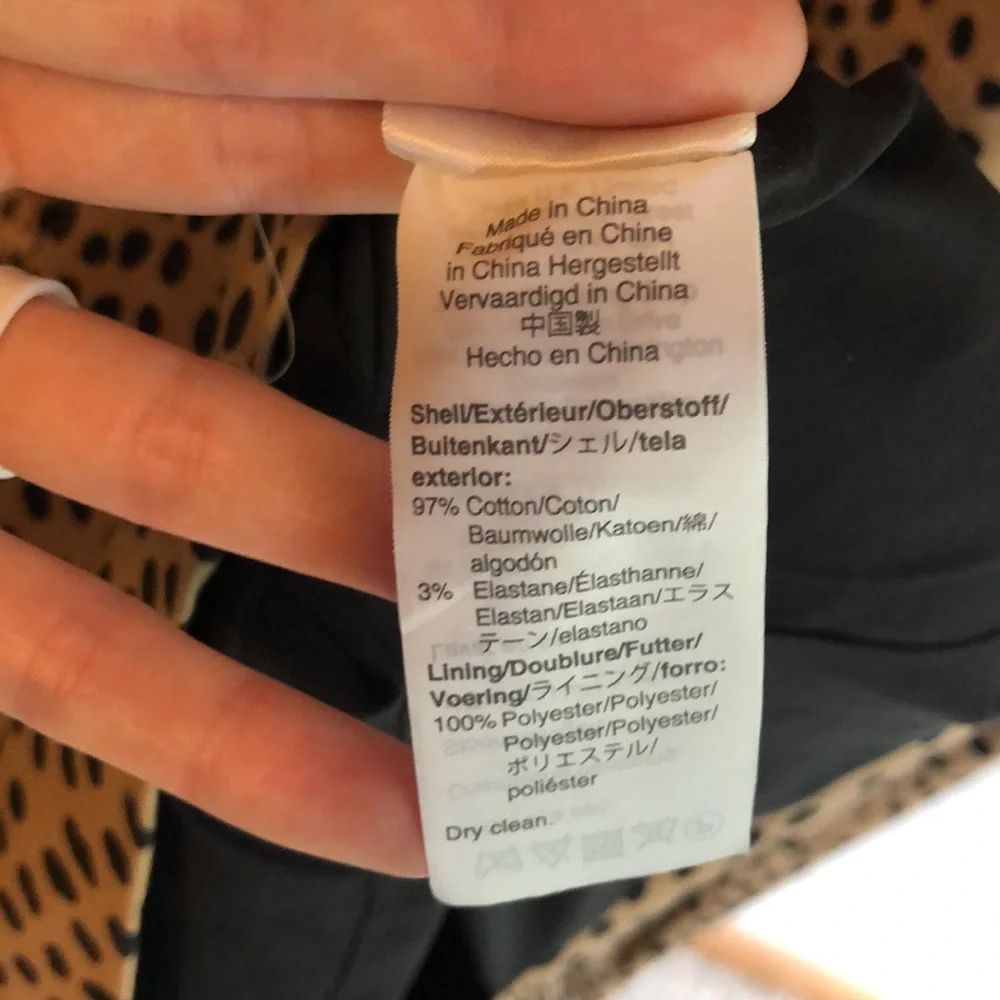 Made in China
Fabriqué en Chine
in China Hergestellt
Vervaardigd in China
中国製
Hecho en China
Shell/Extérieur/Oberstoff/
Buitenkant/シェル/tela
exterior:
97% Cotton/Coton/
Baumwolle/Katoen/綿/
algodón
3% Elastane/Élasthanne/
Elastan/Elastaan/エラス
テーン/elastano
Lining/Doublure/Futter/
Voering/ライニング/forro:
100% Polyester/Polyester/
Polyester/Polyester/
ポリエステル/
poliéster
Dry clean.